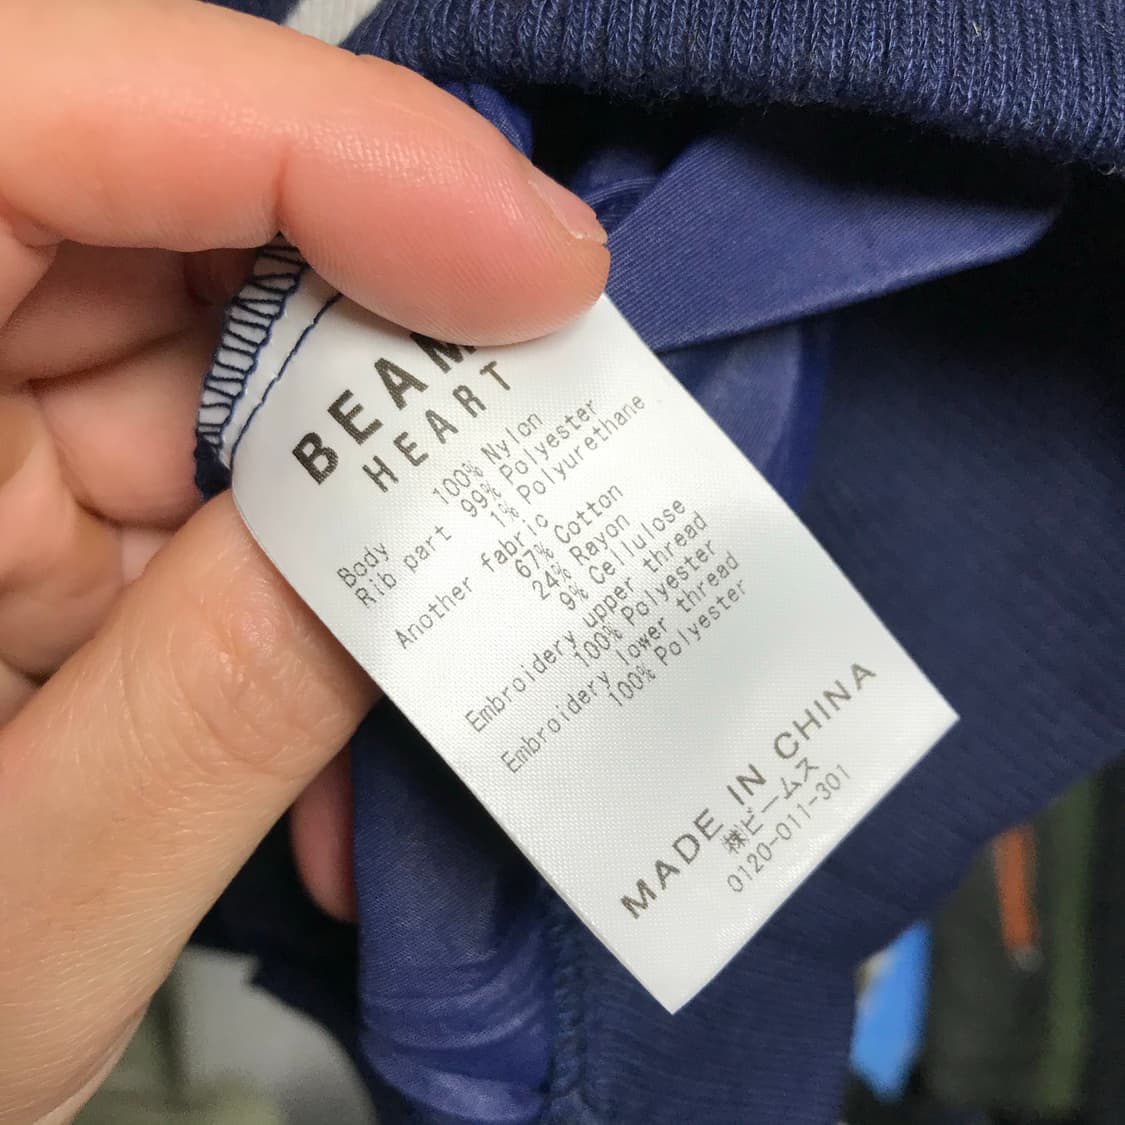 BEAM
HEART
Body 100% Nylon
Rib part 99% Polyester
1% Polyurethane
Another fabric
67% Cotton
24% Rayon
9% Cellulose
Embroidery upper thread
100% Polyester
Embroidery lower thread
100% Polyester
MADE IN CHINA
㈱ビームス
0120-011-301